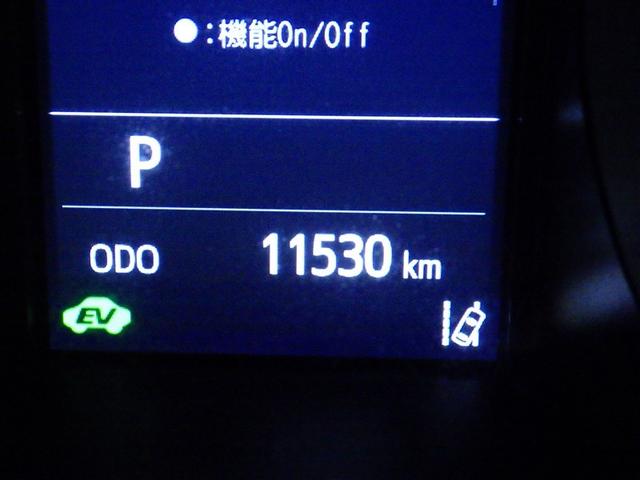 ●:機能On/Off
P
ODO 11530 km
EV